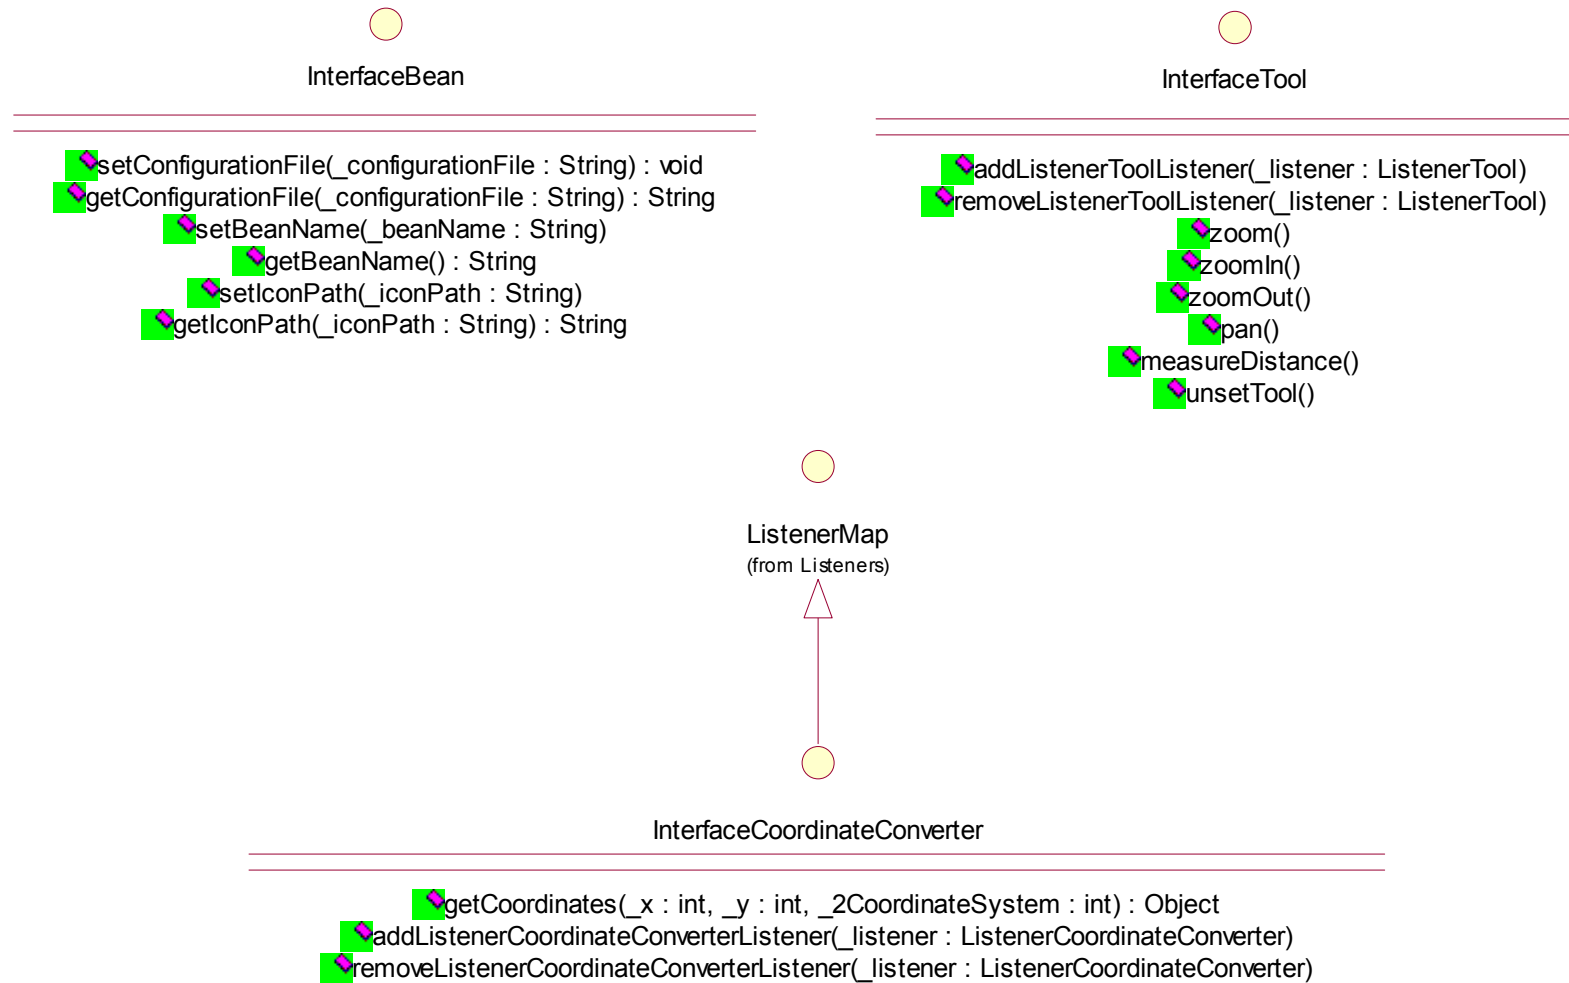 InterfaceBean
setConfigurationFile(_configurationFile : String) : void
getConfigurationFile(_configurationFile : String) : String
setBeanName(_beanName : String)
getBeanName() : String
setIconPath(_iconPath : String)
getIconPath(_iconPath : String) : String
InterfaceTool
addListenerToolListener(_listener : ListenerTool)
removeListenerToolListener(_listener : ListenerTool)
zoom()
zoomIn()
zoomOut()
pan()
measureDistance()
unsetTool()
ListenerMap
(from Listeners)
InterfaceCoordinateConverter
getCoordinates(_x : int, _y : int, _2CoordinateSystem : int) : Object
addListenerCoordinateConverterListener(_listener : ListenerCoordinateConverter)
removeListenerCoordinateConverterListener(_listener : ListenerCoordinateConverter)